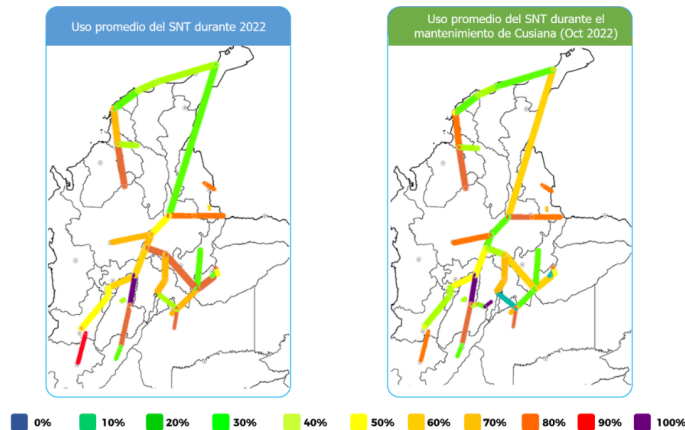 Uso promedio del SNT durante 2022
Uso promedio del SNT durante el
mantenimiento de Cusiana (Oct 2022)
0% 10% 20% 30% 40% 50% 60% 70% 80% 90% 100%